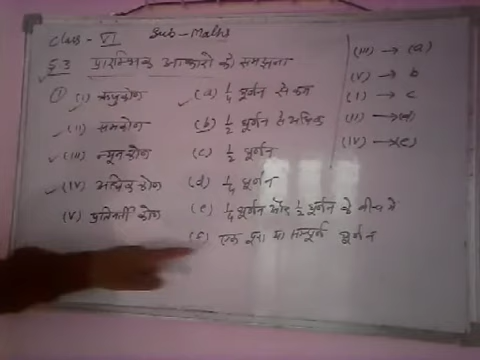 Class - VI Sub - Maths
5.3 प्रारम्भिक आकारों को समझना
① (I) ऋजुकोण (a) 1/4 घूर्णन से कम
(II) समकोण (b) 1/2 घूर्णन से अधिक
(III) न्यूनकोण (c) 1/2 घूर्णन
(IV) अधिक कोण (d) 1/4 घूर्णन
(V) प्रतिवर्ती कोण (e) 1/4 घूर्णन और 1/2 घूर्णन के बीच में
(f) एक पूरा या सम्पूर्ण घूर्णन
(III) → (a)
(V) → b
(I) → c
(II) → (d)
(IV) → (e)